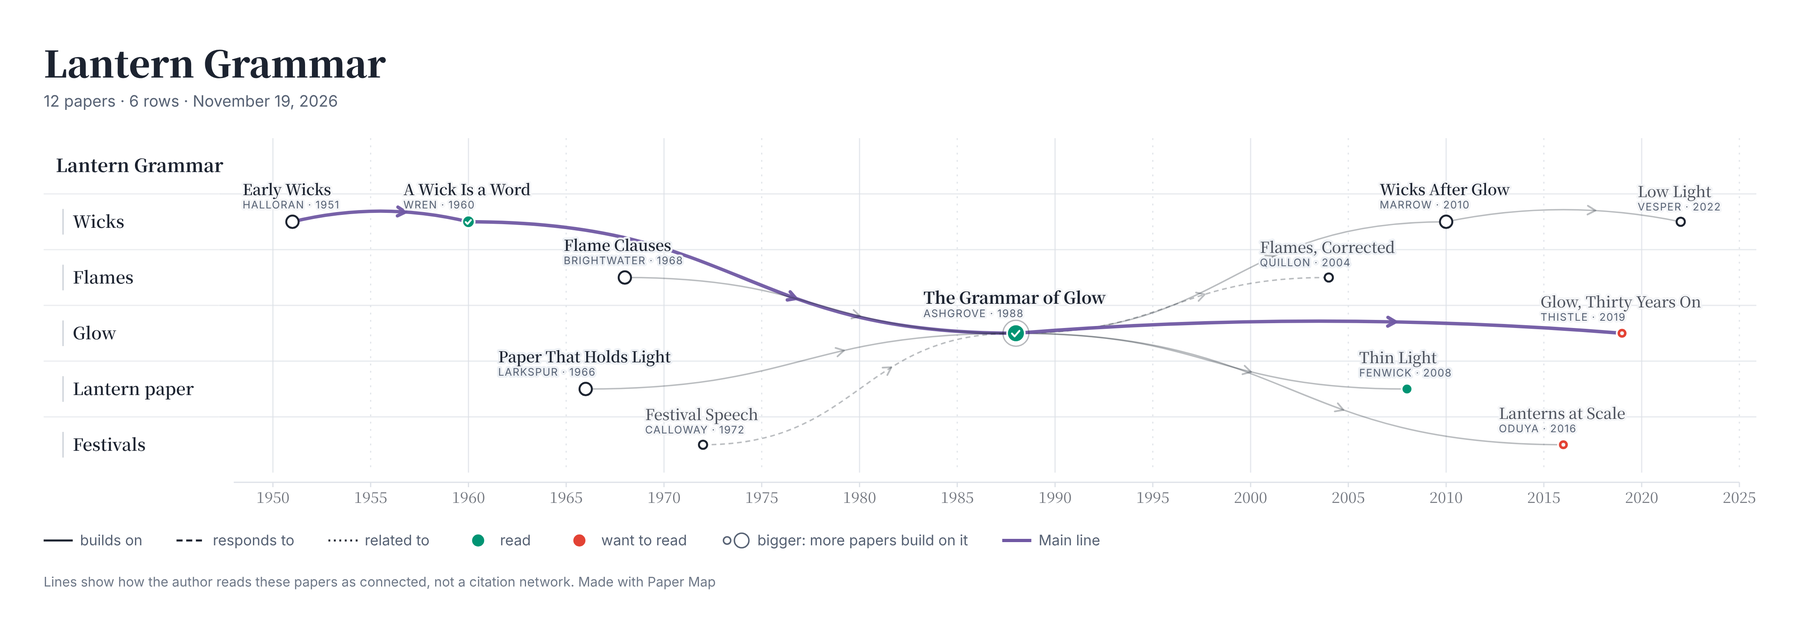 Lantern Grammar
12 papers · 6 rows · November 19, 2026
Lantern Grammar
Early Wicks
HALLORAN · 1951
A Wick Is a Word
WREN · 1960
Wicks After Glow
MARROW · 2010
Low Light
VESPER · 2022
Wicks
Flame Clauses
BRIGHTWATER · 1968
Flames, Corrected
QUILLON · 2004
Flames
The Grammar of Glow
ASHGROVE · 1988
Glow, Thirty Years On
THISTLE · 2019
Glow
Paper That Holds Light
LARKSPUR · 1966
Thin Light
FENWICK · 2008
Lantern paper
Festival Speech
CALLOWAY · 1972
Lanterns at Scale
ODUYA · 2016
Festivals
1950 1955 1960 1965 1970 1975 1980 1985 1990 1995 2000 2005 2010 2015 2020 2025
builds on responds to related to read want to read bigger: more papers build on it Main line
Lines show how the author reads these papers as connected, not a citation network. Made with Paper Map